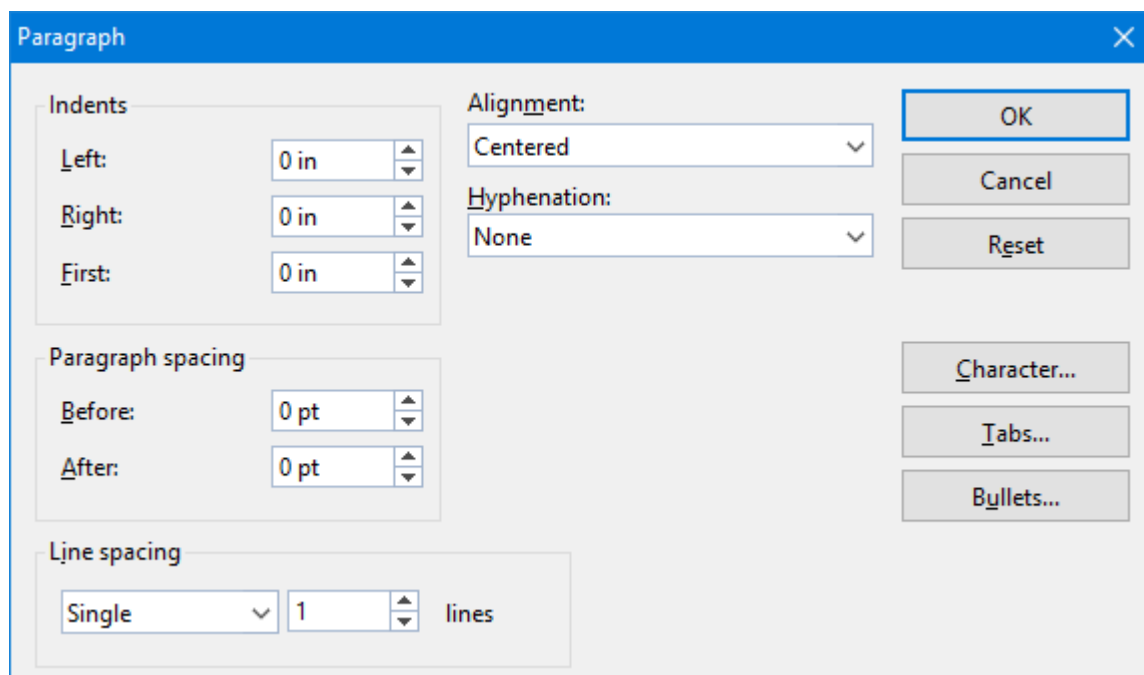 Paragraph
Indents
Left: 0 in
Right: 0 in
First: 0 in
Alignment:
Centered
Hyphenation:
None
OK
Cancel
Reset
Paragraph spacing
Before: 0 pt
After: 0 pt
Character...
Tabs...
Bullets...
Line spacing
Single 1 lines